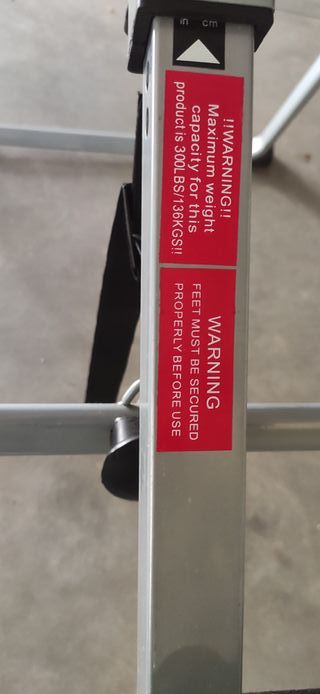 in cm
!!WARNING!!
Maximum weight
capacity for this
product is 300LBS/136KGS!!
WARNING
FEET MUST BE SECURED
PROPERLY BEFORE USE